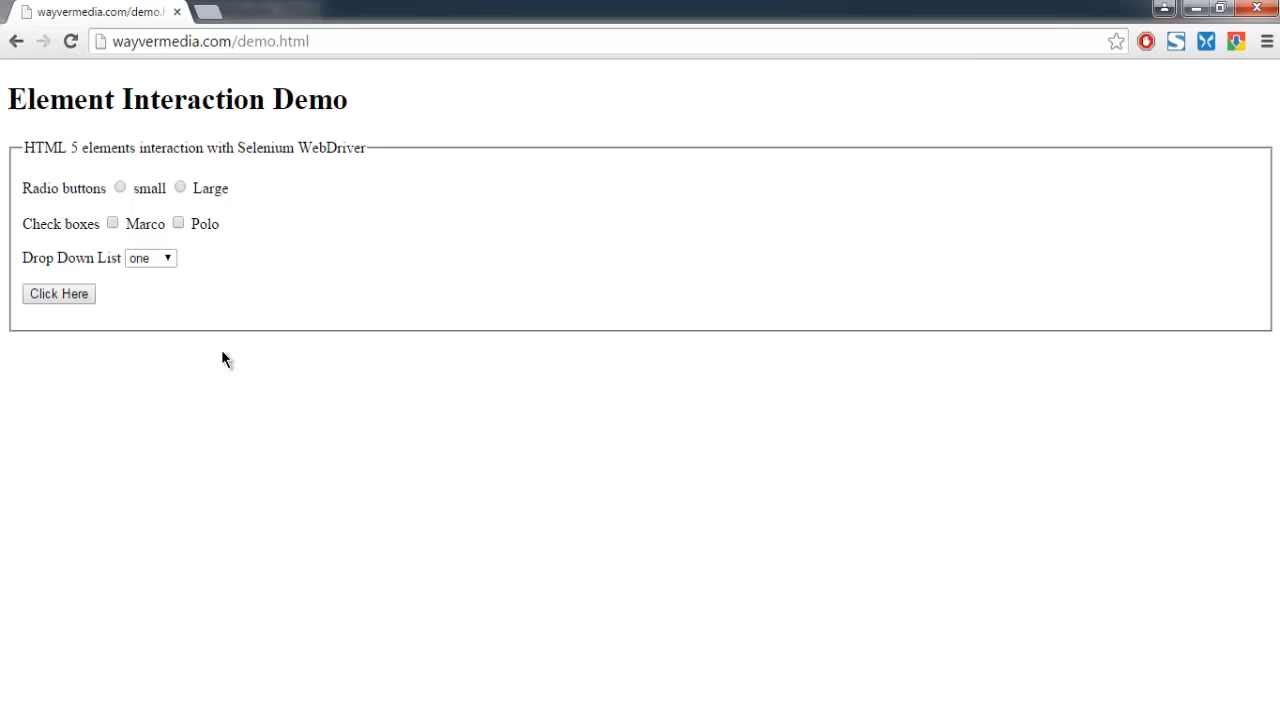 wayvermedia.com/demo.h
wayvermedia.com/demo.html
Element Interaction Demo
HTML 5 elements interaction with Selenium WebDriver
Radio buttons small Large
Check boxes Marco Polo
Drop Down List one
Click Here